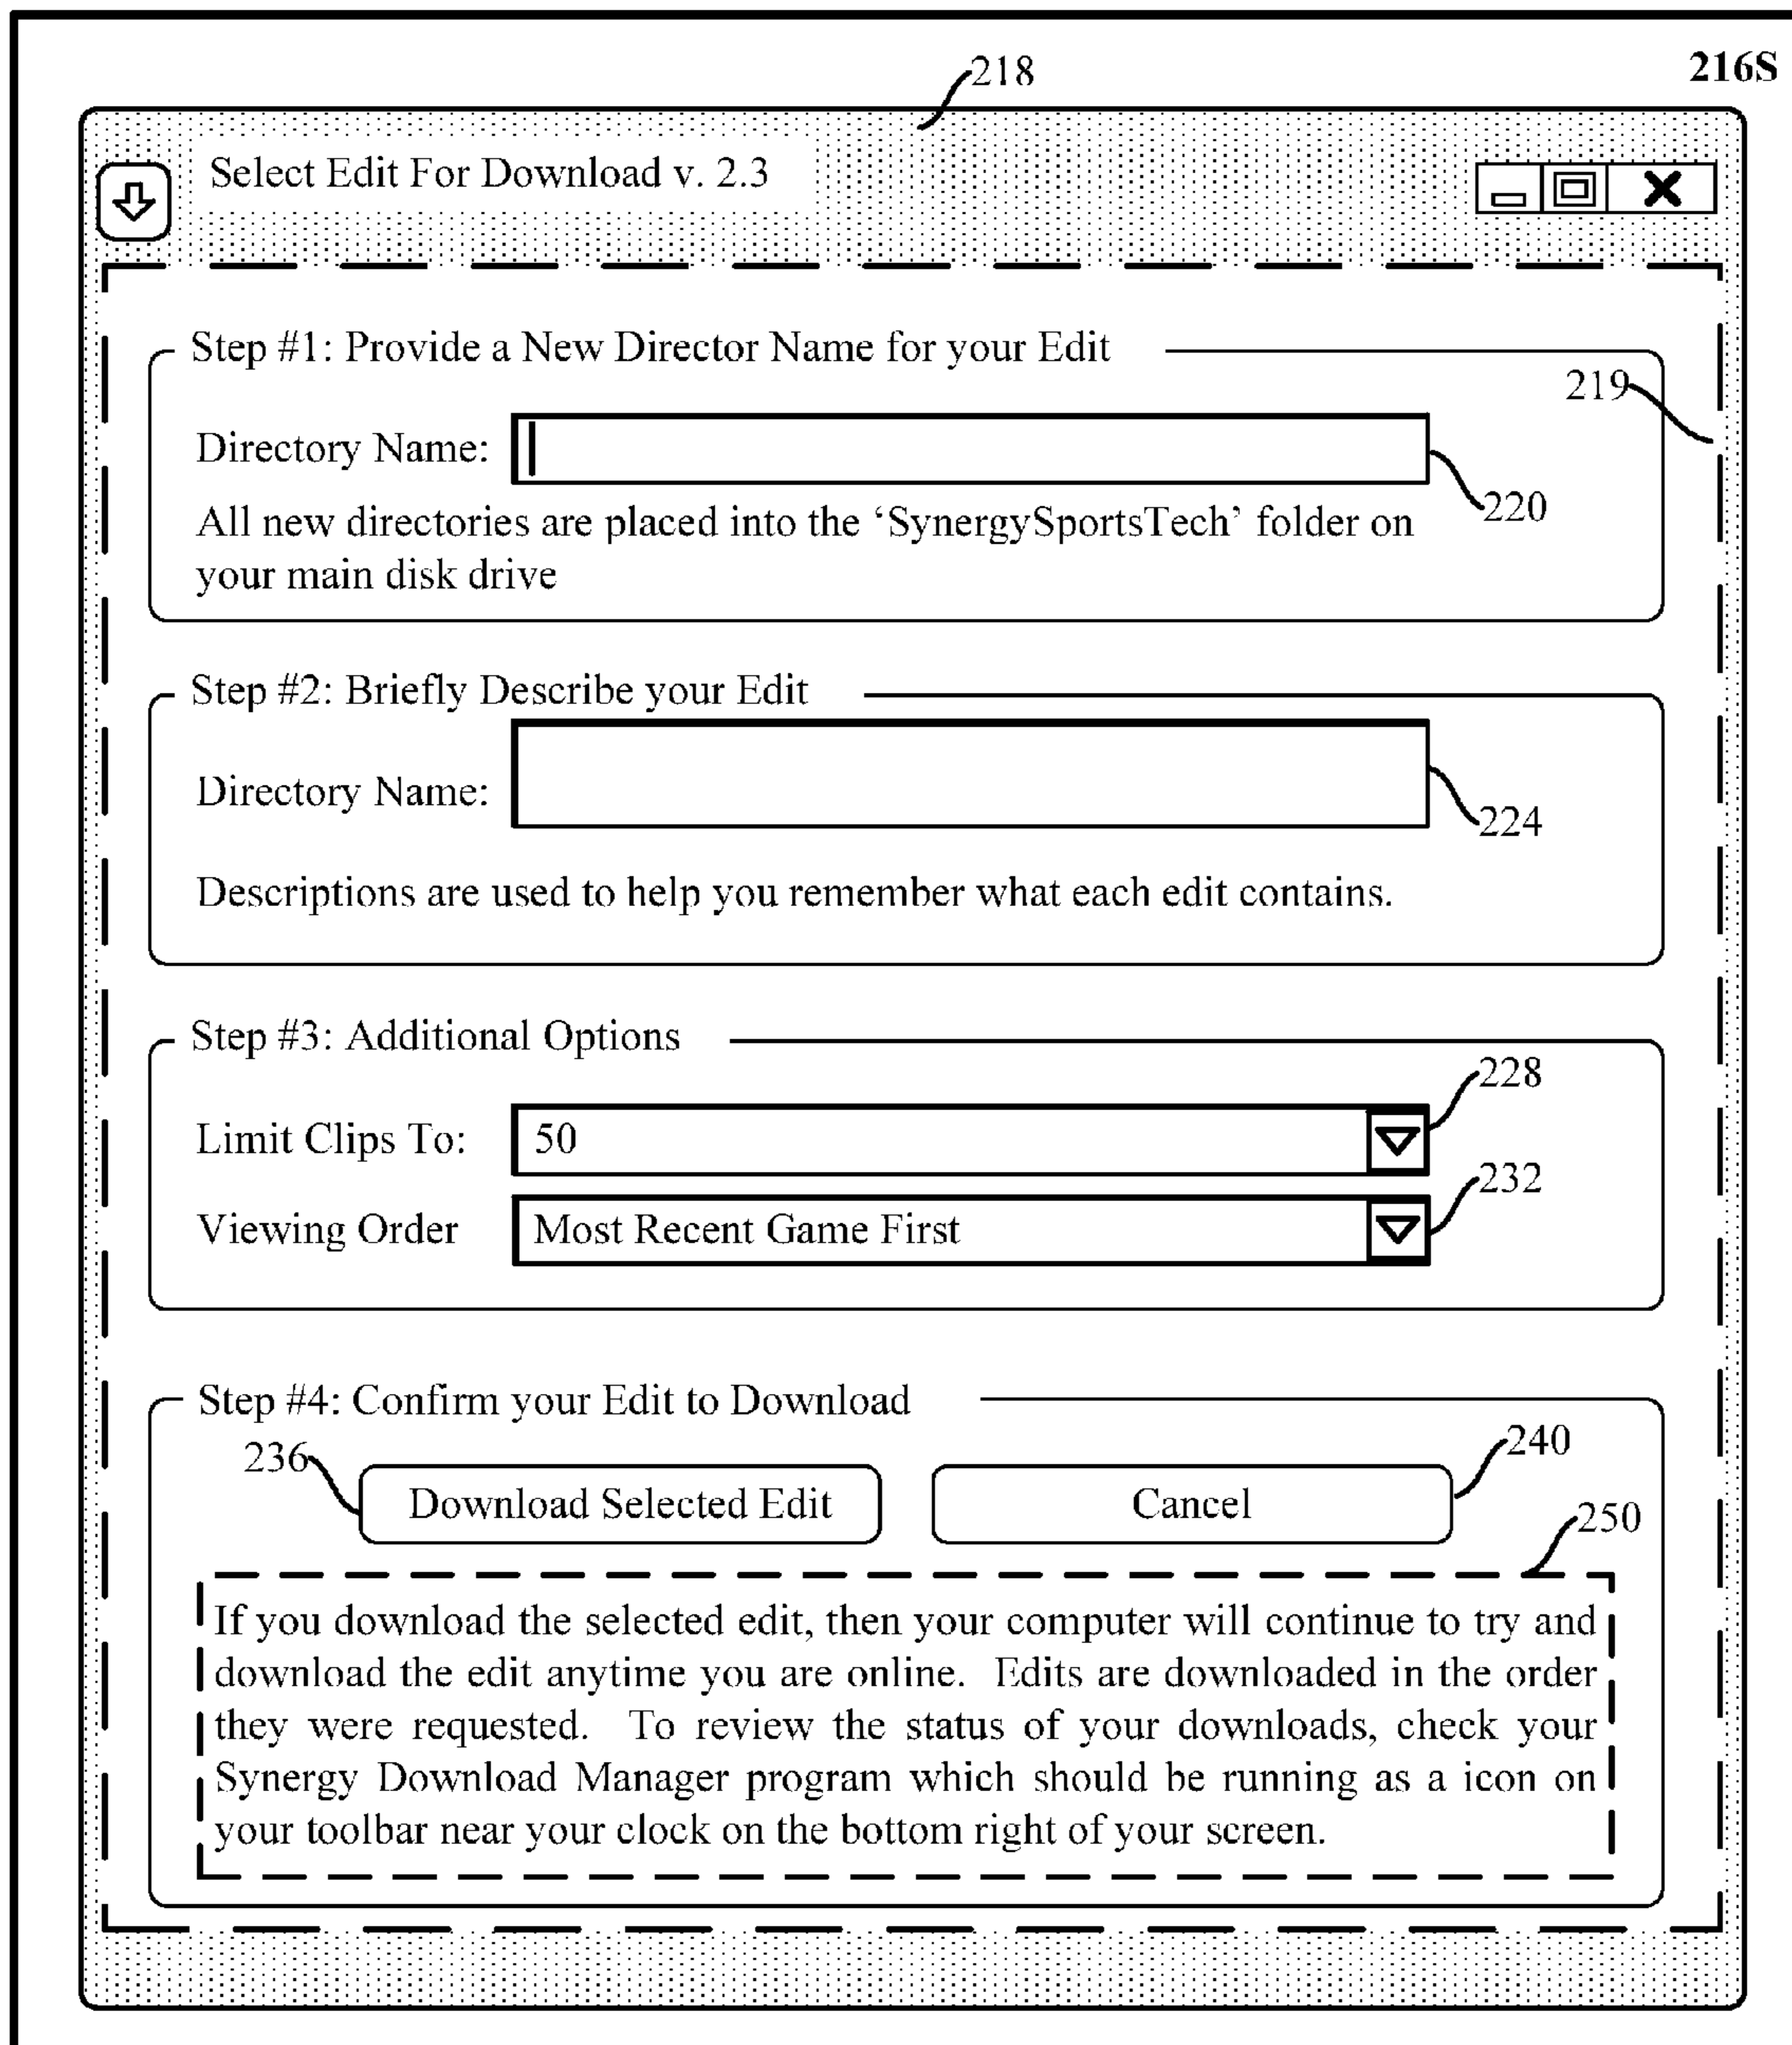 216S
218
Select Edit For Download v. 2.3
Step #1: Provide a New Director Name for your Edit
219
Directory Name:
220
All new directories are placed into the ‘SynergySportsTech’ folder on
your main disk drive
Step #2: Briefly Describe your Edit
Directory Name:
224
Descriptions are used to help you remember what each edit contains.
Step #3: Additional Options
228
Limit Clips To: 50
232
Viewing Order Most Recent Game First
Step #4: Confirm your Edit to Download
236
240
Download Selected Edit Cancel
250
If you download the selected edit, then your computer will continue to try and
download the edit anytime you are online. Edits are downloaded in the order
they were requested. To review the status of your downloads, check your
Synergy Download Manager program which should be running as a icon on
your toolbar near your clock on the bottom right of your screen.